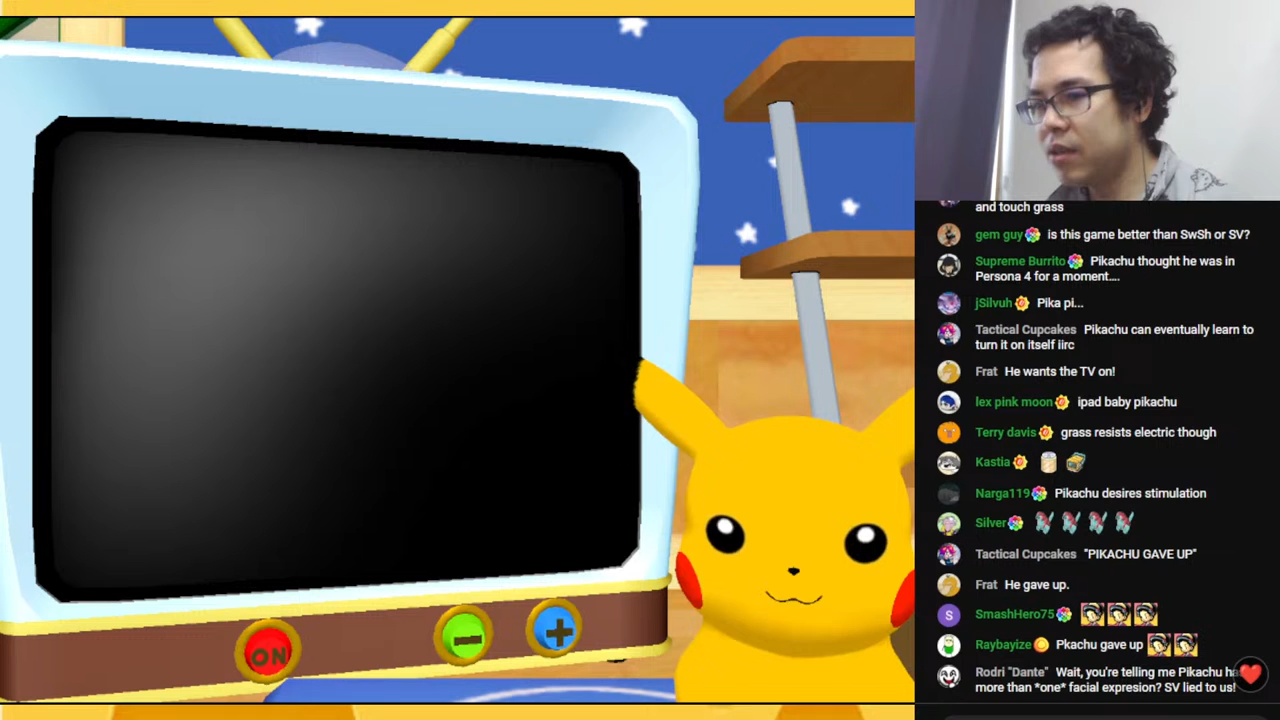 and touch grass
gem guy is this game better than SwSh or SV?
Supreme Burrito Pikachu thought he was in
Persona 4 for a moment....
jSilvuh Pika pi...
Tactical Cupcakes Pikachu can eventually learn to
turn it on itself iirc
Frat He wants the TV on!
lex pink moon ipad baby pikachu
Terry davis grass resists electric though
Kastia
Narga119 Pikachu desires stimulation
Silver
Tactical Cupcakes "PIKACHU GAVE UP"
Frat He gave up.
S SmashHero75
Raybayize Pkachu gave up
Rodri "Dante" Wait, you're telling me Pikachu
more than *one* facial expresion? SV lied to us!
ON